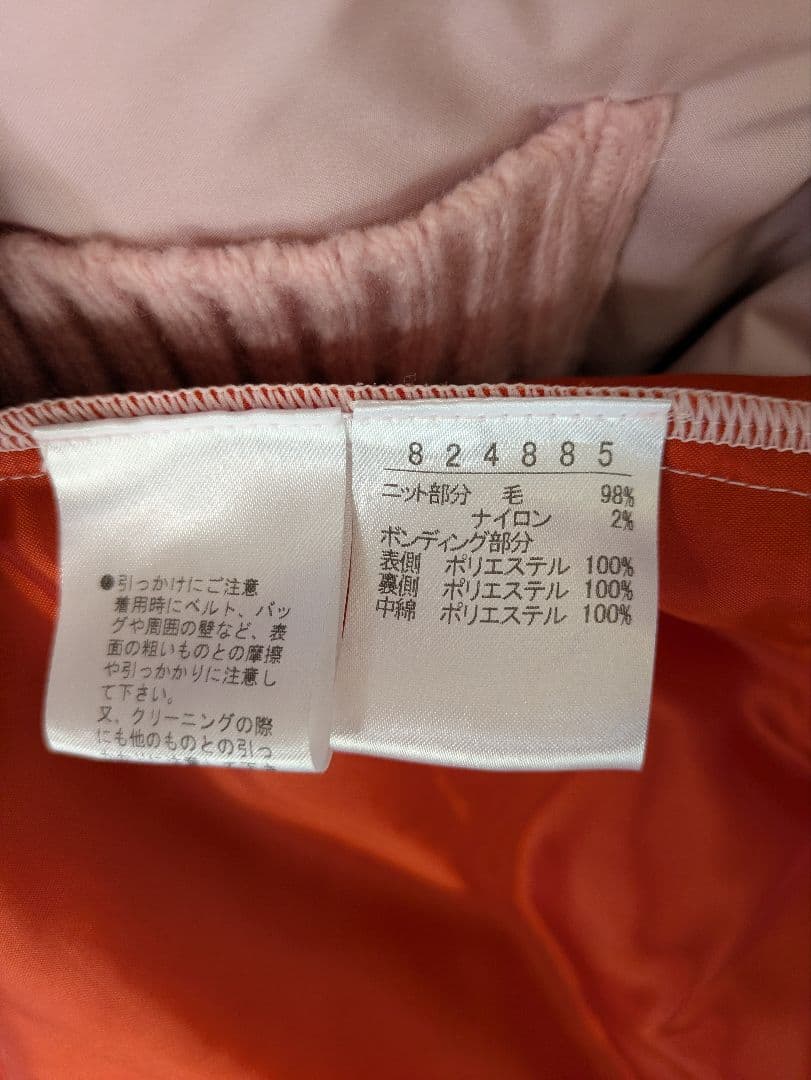 ●引っかけにご注意
着用時にベルト、バッ
グや周囲の壁など、表
面の粗いものとの摩擦
や引っかかりに注意し
て下さい。
又、クリーニングの際
にも他のものとの引っ
824885
ニット部分 毛 98%
ナイロン 2%
ボンディング部分
表側 ポリエステル 100%
裏側 ポリエステル 100%
中綿 ポリエステル 100%